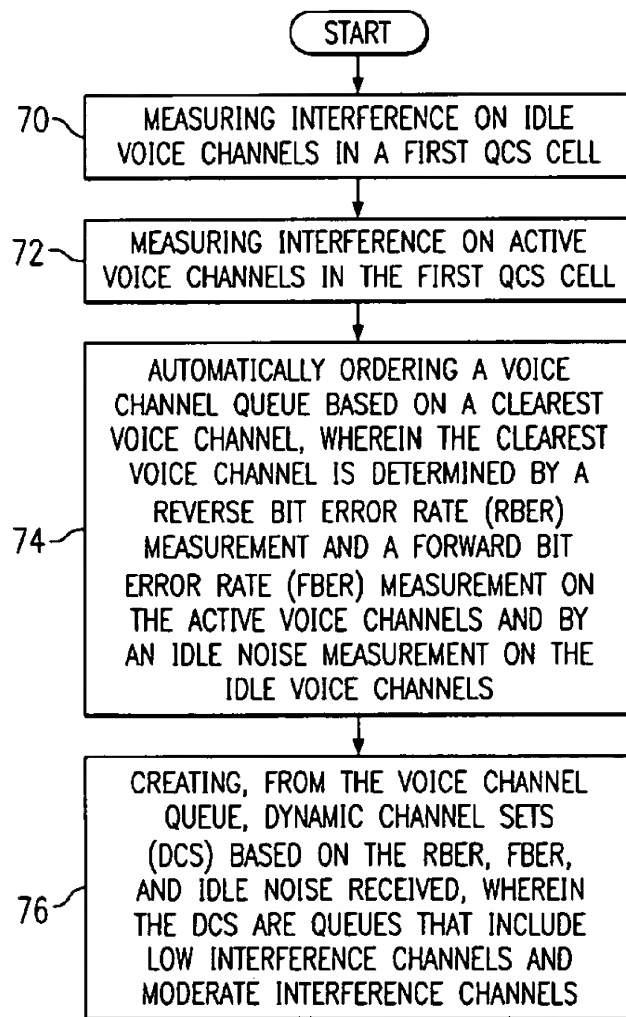 START
70
MEASURING INTERFERENCE ON IDLE
VOICE CHANNELS IN A FIRST QCS CELL
72
MEASURING INTERFERENCE ON ACTIVE
VOICE CHANNELS IN THE FIRST QCS CELL
74
AUTOMATICALLY ORDERING A VOICE
CHANNEL QUEUE BASED ON A CLEAREST
VOICE CHANNEL, WHEREIN THE CLEAREST
VOICE CHANNEL IS DETERMINED BY A
REVERSE BIT ERROR RATE (RBER)
MEASUREMENT AND A FORWARD BIT
ERROR RATE (FBER) MEASUREMENT ON
THE ACTIVE VOICE CHANNELS AND BY
AN IDLE NOISE MEASUREMENT ON THE
IDLE VOICE CHANNELS
76
CREATING, FROM THE VOICE CHANNEL
QUEUE, DYNAMIC CHANNEL SETS
(DCS) BASED ON THE RBER, FBER,
AND IDLE NOISE RECEIVED, WHEREIN
THE DCS ARE QUEUES THAT INCLUDE
LOW INTERFERENCE CHANNELS AND
MODERATE INTERFERENCE CHANNELS